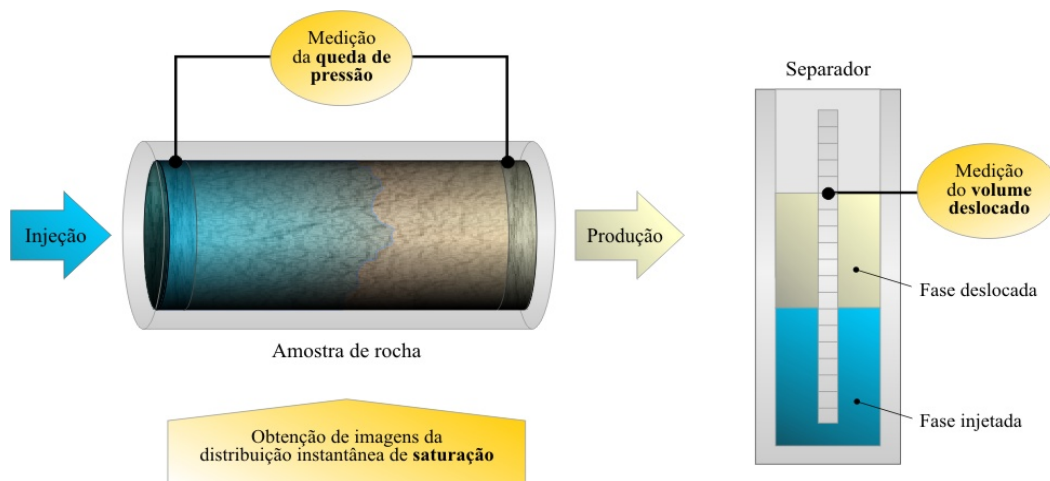 Medição
da queda de
pressão
Separador
Medição
do volume
deslocado
Injeção
Produção
Fase deslocada
Amostra de rocha
Fase injetada
Obtenção de imagens da
distribuição instantânea de saturação